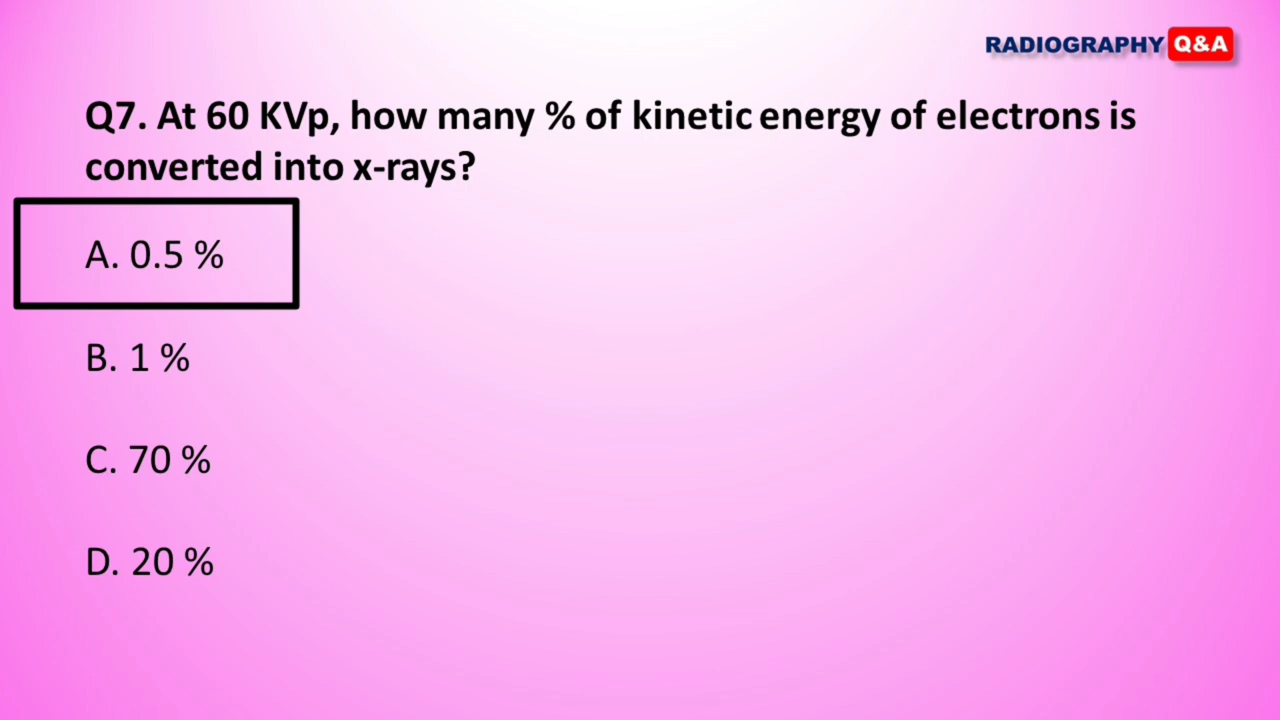 RADIOGRAPHY Q&A
Q7. At 60 KVp, how many % of kinetic energy of electrons is
converted into x-rays?
A. 0.5 %
B. 1 %
C. 70 %
D. 20 %